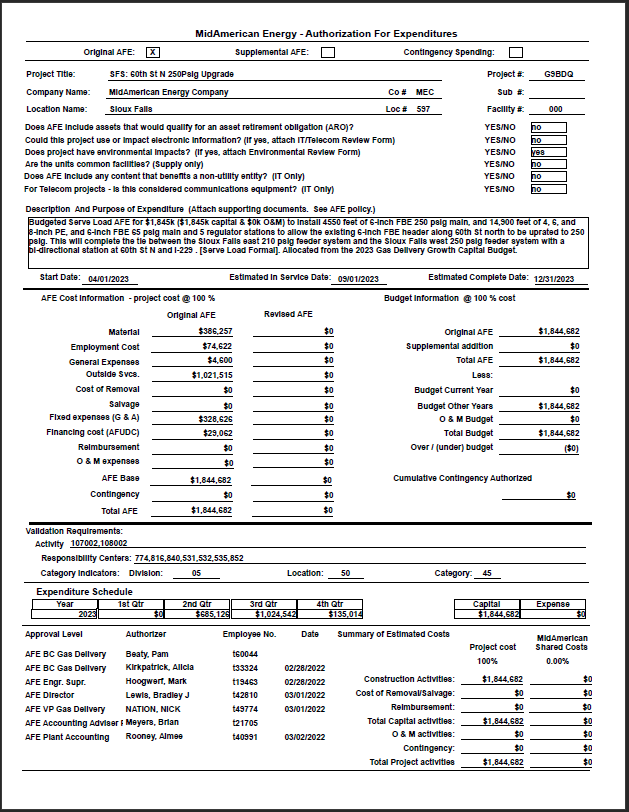 MidAmerican Energy - Authorization For Expenditures
Original AFE: X Supplemental AFE: Contingency Spending:
Project Title: SFS: 60th St N 250Psig Upgrade Project #: G9BDQ
Company Name: MidAmerican Energy Company Co # MEC Sub #:
Location Name: Sioux Falls Loc # 597 Facility #: 000
Does AFE include assets that would qualify for an asset retirement obligation (ARO)? YES/NO no
Could this project use or impact electronic information? (If yes, attach IT/Telecom Review Form) YES/NO no
Does project have environmental impacts? (If yes, attach Environmental Review Form) YES/NO yes
Are the units common facilities? (Supply only) YES/NO no
Does AFE include any content that benefits a non-utility entity? (IT Only) YES/NO no
For Telecom projects - is this considered communications equipment? (IT Only) YES/NO no
Description And Purpose of Expenditure (Attach supporting documents. See AFE policy.)
Budgeted Serve Load AFE for $1,845k ($1,845k capital & $0k O&M) to install 4550 feet of 6-inch FBE 250 psig main, and 14,900 feet of 4, 6, and
8-inch PE, and 6-inch FBE 65 psig main and 5 regulator stations to allow the existing 6-inch FBE header along 60th St north to be uprated to 250
psig. This will complete the tie between the Sioux Falls east 210 psig feeder system and the Sioux Falls west 250 psig feeder system with a
bi-directional station at 60th St N and I-229 . [Serve Load Formal]. Allocated from the 2023 Gas Delivery Growth Capital Budget.
Start Date: 04/01/2023 Estimated In Service Date: 09/01/2023 Estimated Complete Date: 12/31/2023
AFE Cost Information - project cost @ 100 % Budget Information @ 100 % cost
Original AFE Revised AFE
Material $386,257 $0 Original AFE $1,844,682
Employment Cost $74,622 $0 Supplemental addition $0
General Expenses $4,600 $0 Total AFE $1,844,682
Outside Svcs. $1,021,515 $0 Less:
Cost of Removal $0 $0 Budget Current Year $0
Salvage $0 $0 Budget Other Years $1,844,682
Fixed expenses (G & A) $328,626 $0 O & M Budget $0
Financing cost (AFUDC) $29,062 $0 Total Budget $1,844,682
Reimbursement $0 $0 Over / (under) budget ($0)
O & M expenses $0 $0
AFE Base $1,844,682 $0 Cumulative Contingency Authorized
Contingency $0 $0 $0
Total AFE $1,844,682 $0
Validation Requirements:
Activity 107002,108002
Responsibility Centers: 774,816,840,531,532,535,852
Category Indicators: Division: 05 Location: 50 Category: 45
Expenditure Schedule
Year 1st Qtr 2nd Qtr 3rd Qtr 4th Qtr Capital Expense
2023 $0 $685,126 $1,024,542 $135,014 $1,844,682 $0
Approval Level Authorizer Employee No. Date Summary of Estimated Costs Project cost MidAmerican Shared Costs
100% 0.00%
AFE BC Gas Delivery Beaty, Pam t60044
AFE BC Gas Delivery Kirkpatrick, Alicia t33324 02/28/2022
AFE Engr. Supr. Hoogwerf, Mark t19463 02/28/2022 Construction Activities: $1,844,682 $0
AFE Director Lewis, Bradley J t42810 03/01/2022 Cost of Removal/Salvage: $0 $0
AFE VP Gas Delivery NATION, NICK t49774 03/01/2022 Reimbursement: $0 $0
AFE Accounting Adviser F Meyers, Brian t21705 Total Capital activities: $1,844,682 $0
AFE Plant Accounting Rooney, Aimee t40991 03/02/2022 O & M activities: $0 $0
Contingency: $0 $0
Total Project activities $1,844,682 $0